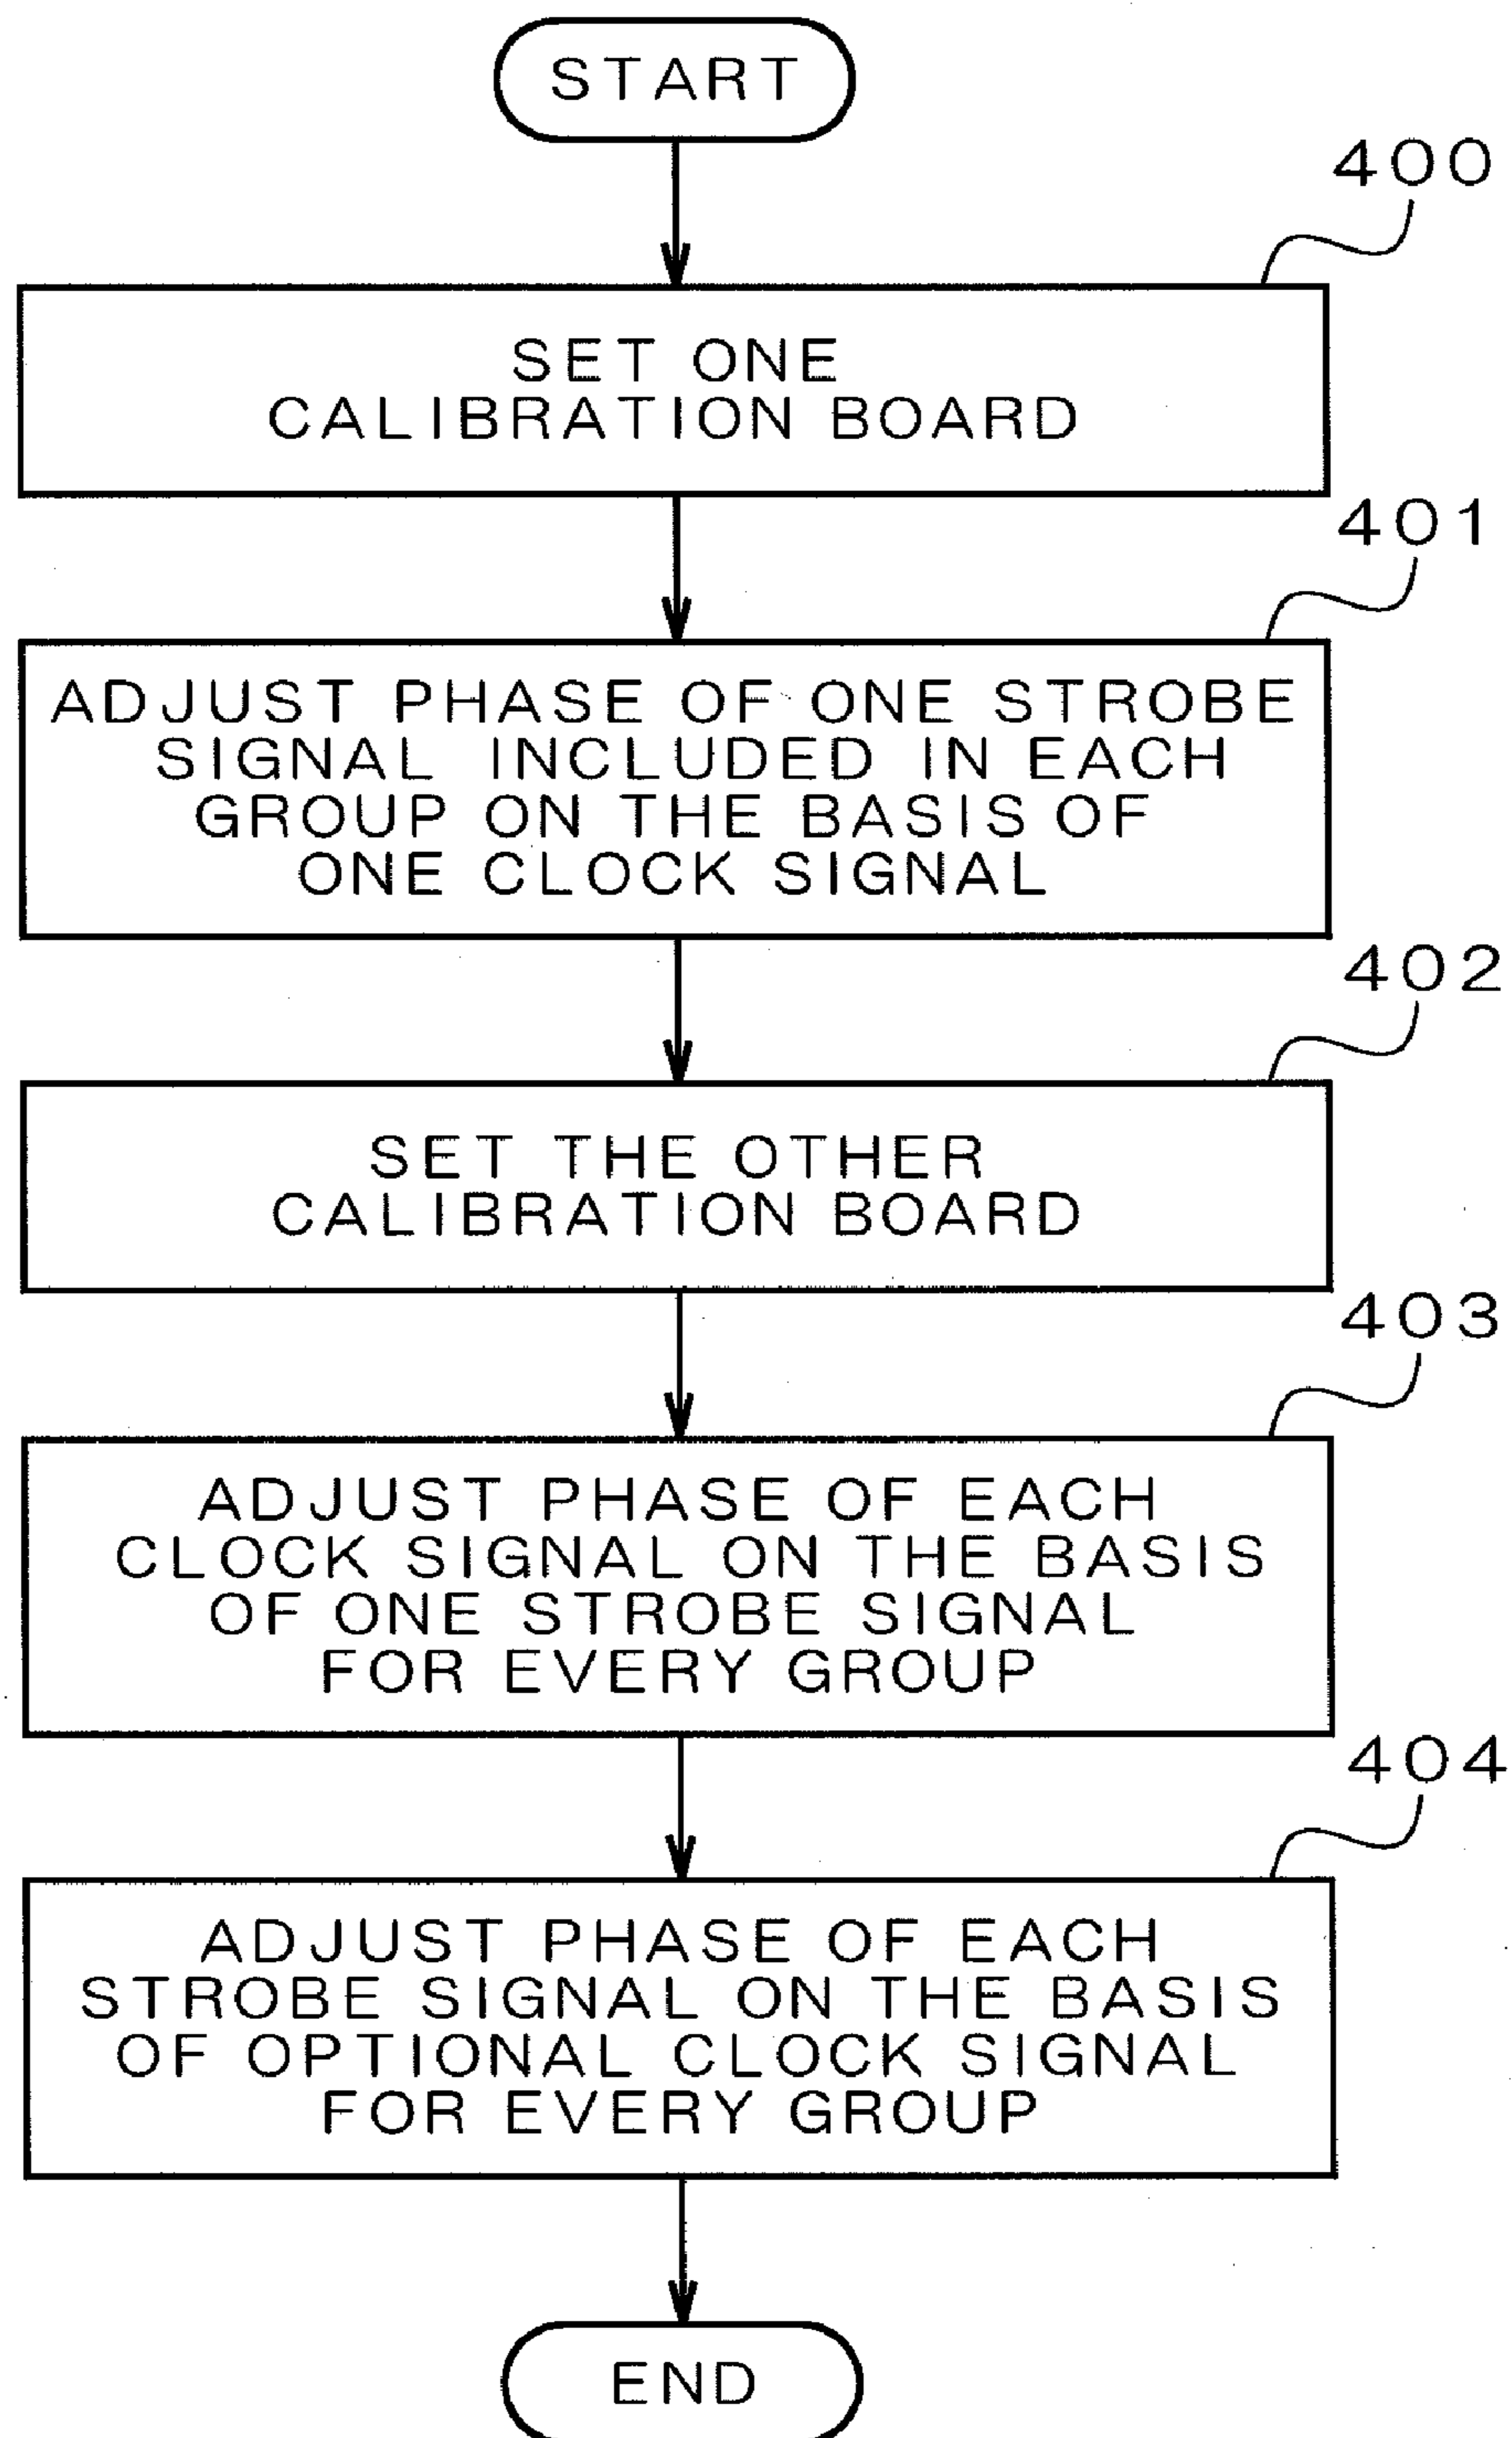 START
400
SET ONE
CALIBRATION BOARD
401
ADJUST PHASE OF ONE STROBE
SIGNAL INCLUDED IN EACH
GROUP ON THE BASIS OF
ONE CLOCK SIGNAL
402
SET THE OTHER
CALIBRATION BOARD
403
ADJUST PHASE OF EACH
CLOCK SIGNAL ON THE BASIS
OF ONE STROBE SIGNAL
FOR EVERY GROUP
404
ADJUST PHASE OF EACH
STROBE SIGNAL ON THE BASIS
OF OPTIONAL CLOCK SIGNAL
FOR EVERY GROUP
END